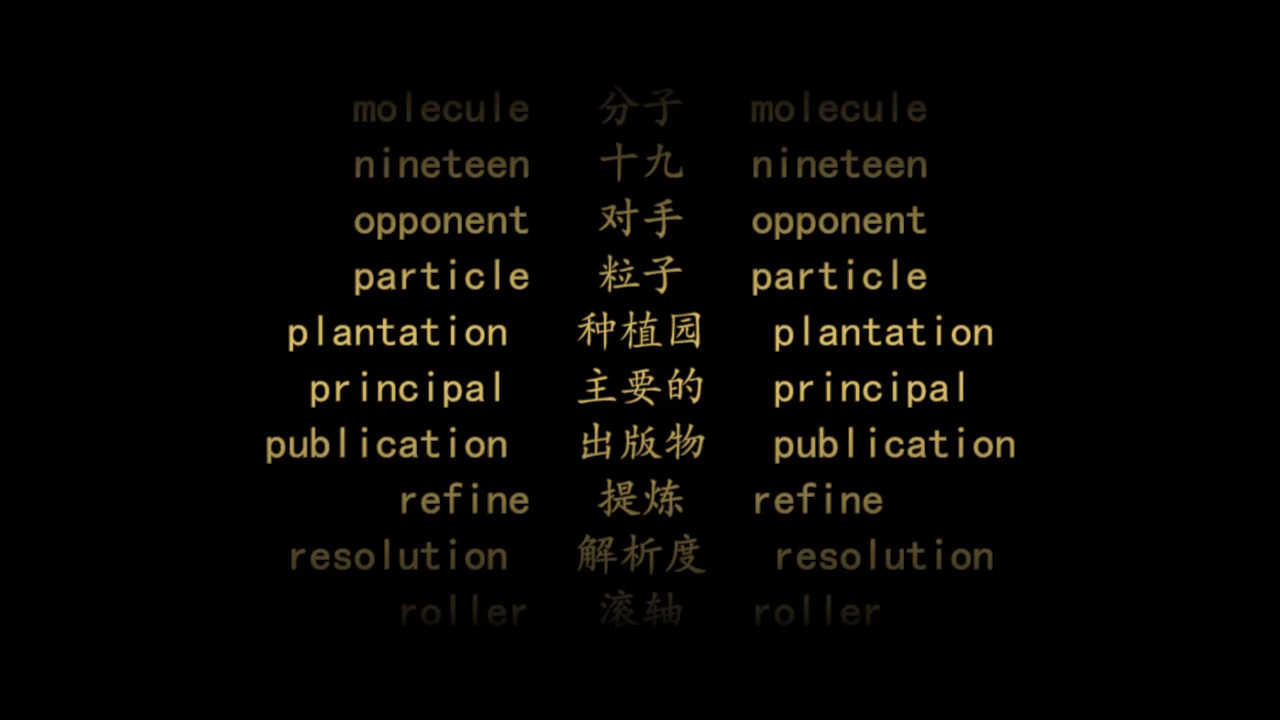 molecule 分子 molecule
nineteen 十九 nineteen
opponent 对手 opponent
particle 粒子 particle
plantation 种植园 plantation
principal 主要的 principal
publication 出版物 publication
refine 提炼 refine
resolution 解析度 resolution
roller 滚轴 roller